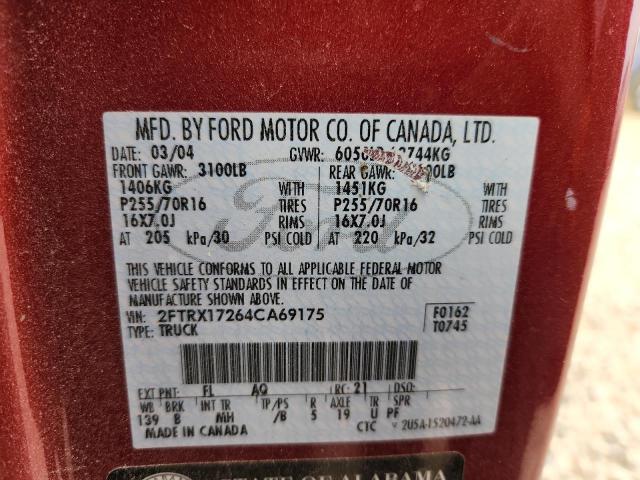 MFD. BY FORD MOTOR CO. OF CANADA, LTD.
DATE: 03/04 GVWR: 2744KG
FRONT GAWR: 3100LB REAR GAWR:
1406KG WITH 1451KG WITH
P255/70R16 TIRES P255/70R16 TIRES
16X7.0J RIMS 16X7.0J RIMS
AT 205 kPa/30 PSI COLD AT 220 kPa/32 PSI COLD
Ford
THIS VEHICLE CONFORMS TO ALL APPLICABLE FEDERAL MOTOR
VEHICLE SAFETY STANDARDS IN EFFECT ON THE DATE OF
MANUFACTURE SHOWN ABOVE.
VIN: 2FTRX17264CA69175 F0162
TYPE: TRUCK T0745
EXT PNT: FL AQ RC: 21 DSO:
WB BRK INT TR TP/PS R AXLE TR SPR
139 B MH /B 5 19 U PF
MADE IN CANADA CTC 2U5A-1520472-AA
STATE OF ALABAMA